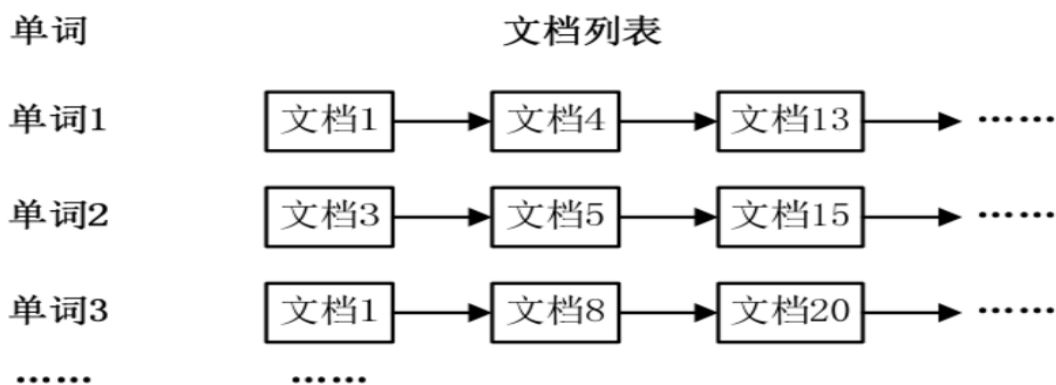 单词 文档列表
单词1 文档1 文档4 文档13 ……
单词2 文档3 文档5 文档15 ……
单词3 文档1 文档8 文档20 ……
…… ……